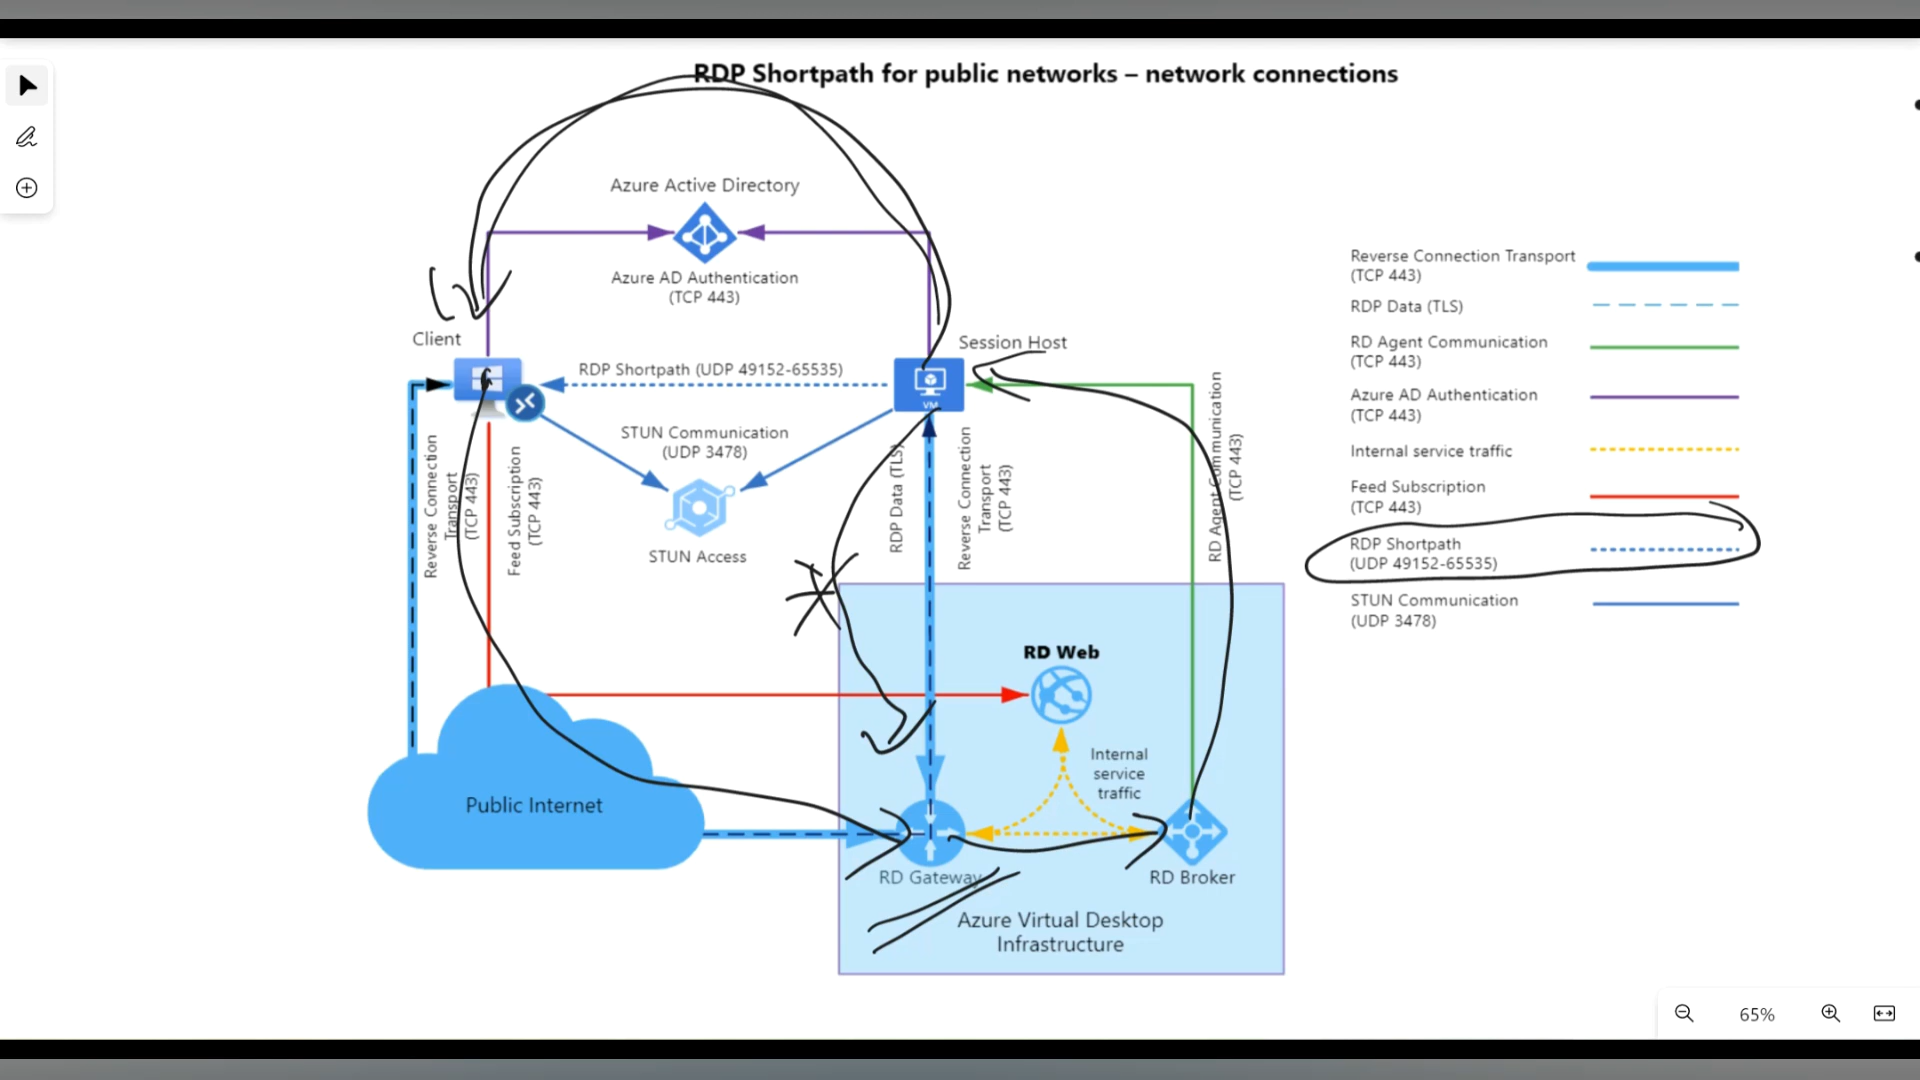 RDP Shortpath for public networks – network connections
Azure Active Directory
Azure AD Authentication
(TCP 443)
Client
Session Host
RDP Shortpath (UDP 49152-65535)
STUN Communication
(UDP 3478)
STUN Access
Reverse Connection
Transport
(TCP 443)
Feed Subscription
(TCP 443)
RDP Data (TLS)
Reverse Connection
Transport
(TCP 443)
RD Agent Communication
(TCP 443)
RD Web
Internal
service
traffic
Public Internet
RD Gateway
RD Broker
Azure Virtual Desktop
Infrastructure
Reverse Connection Transport
(TCP 443)
RDP Data (TLS)
RD Agent Communication
(TCP 443)
Azure AD Authentication
(TCP 443)
Internal service traffic
Feed Subscription
(TCP 443)
RDP Shortpath
(UDP 49152-65535)
STUN Communication
(UDP 3478)
VM
65%